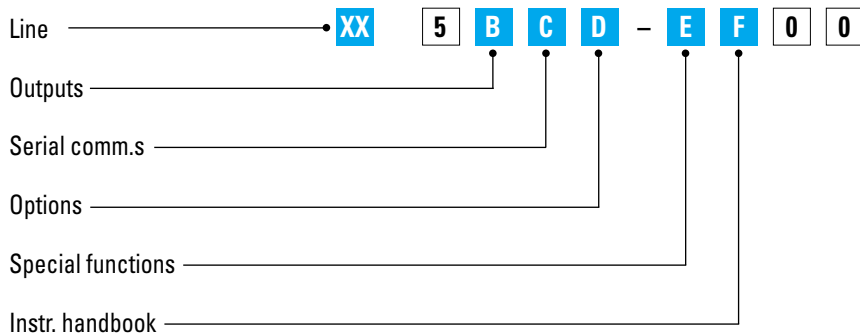 Line XX 5 B C D – E F 0 0
Outputs
Serial comm.s
Options
Special functions
Instr. handbook